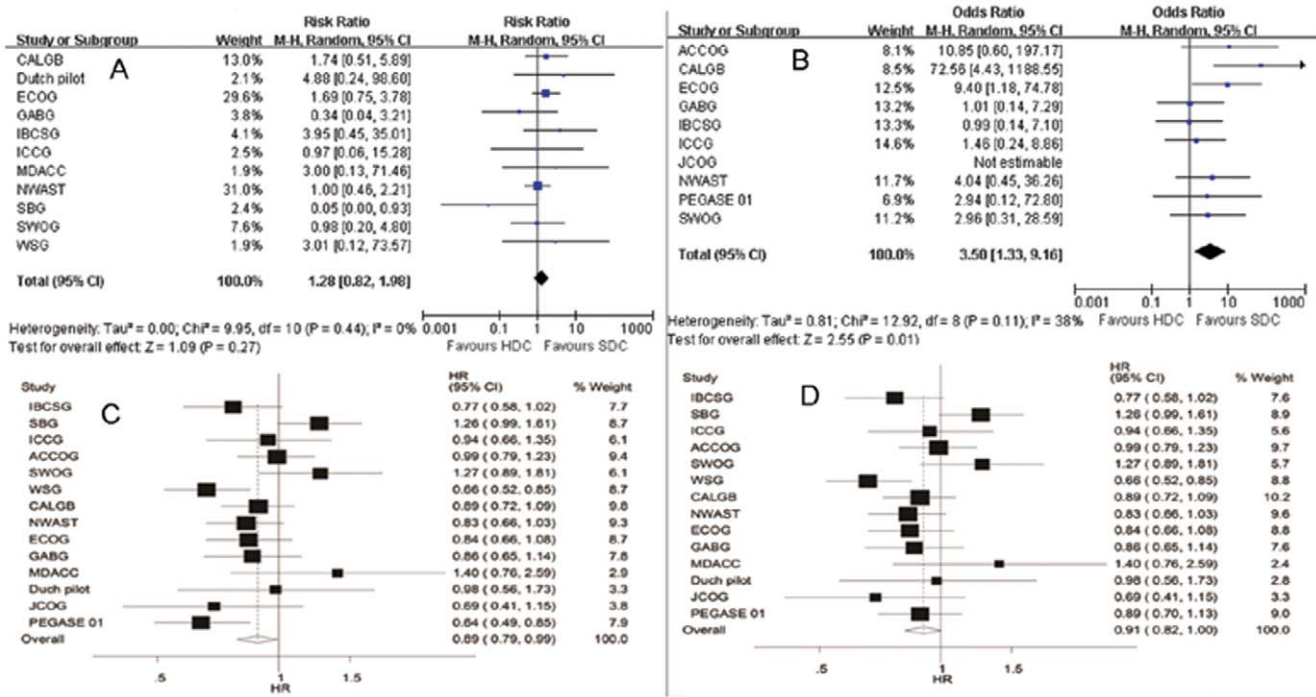 A
Risk Ratio Risk Ratio
Study or Subgroup Weight M-H, Random, 95% CI M-H, Random, 95% CI
CALGB 13.0% 1.74 [0.51, 5.89]
Dutch pilot 2.1% 4.88 [0.24, 98.60]
ECOG 29.6% 1.69 [0.75, 3.78]
GABG 3.8% 0.34 [0.04, 3.21]
IBCSG 4.1% 3.95 [0.45, 35.01]
ICCG 2.5% 0.97 [0.06, 15.28]
MDACC 1.9% 3.00 [0.13, 71.46]
NWAST 31.0% 1.00 [0.46, 2.21]
SBG 2.4% 0.05 [0.00, 0.93]
SWOG 7.6% 0.98 [0.20, 4.80]
WSG 1.9% 3.01 [0.12, 73.57]
Total (95% CI) 100.0% 1.28 [0.82, 1.98]
0.001 0.1 1 10 1000
Heterogeneity: Tau² = 0.00; Chi² = 9.95, df = 10 (P = 0.44); I² = 0%
Test for overall effect: Z = 1.09 (P = 0.27)
Favours HDC Favours SDC
B
Odds Ratio Odds Ratio
Study or Subgroup Weight M-H, Random, 95% CI M-H, Random, 95% CI
ACCOG 8.1% 10.85 [0.60, 197.17]
CALGB 8.5% 72.56 [4.43, 1188.55]
ECOG 12.5% 9.40 [1.18, 74.78]
GABG 13.2% 1.01 [0.14, 7.29]
IBCSG 13.3% 0.99 [0.14, 7.10]
ICCG 14.6% 1.46 [0.24, 8.86]
JCOG Not estimable
NWAST 11.7% 4.04 [0.45, 36.26]
PEGASE 01 6.9% 2.94 [0.12, 72.80]
SWOG 11.2% 2.96 [0.31, 28.59]
Total (95% CI) 100.0% 3.50 [1.33, 9.16]
0.001 0.1 1 10 1000
Heterogeneity: Tau² = 0.81; Chi² = 12.92, df = 8 (P = 0.11); I² = 38%
Favours HDC Favours SDC
Test for overall effect: Z = 2.55 (P = 0.01)
C
HR
Study (95% CI) % Weight
IBCSG 0.77 ( 0.58, 1.02) 7.7
SBG 1.26 ( 0.99, 1.61) 8.7
ICCG 0.94 ( 0.66, 1.35) 6.1
ACCOG 0.99 ( 0.79, 1.23) 9.4
SWOG 1.27 ( 0.89, 1.81) 6.1
WSG 0.66 ( 0.52, 0.85) 8.7
CALGB 0.89 ( 0.72, 1.09) 9.8
NWAST 0.83 ( 0.66, 1.03) 9.3
ECOG 0.84 ( 0.66, 1.08) 8.7
GABG 0.86 ( 0.65, 1.14) 7.8
MDACC 1.40 ( 0.76, 2.59) 2.9
Duch pilot 0.98 ( 0.56, 1.73) 3.3
JCOG 0.69 ( 0.41, 1.15) 3.8
PEGASE 01 0.64 ( 0.49, 0.85) 7.9
Overall 0.89 ( 0.79, 0.99) 100.0
.5 1 1.5
HR
D
HR
Study (95% CI) % Weight
IBCSG 0.77 ( 0.58, 1.02) 7.6
SBG 1.26 ( 0.99, 1.61) 8.9
ICCG 0.94 ( 0.66, 1.35) 5.6
ACCOG 0.99 ( 0.79, 1.23) 9.7
SWOG 1.27 ( 0.89, 1.81) 5.7
WSG 0.66 ( 0.52, 0.85) 8.8
CALGB 0.89 ( 0.72, 1.09) 10.2
NWAST 0.83 ( 0.66, 1.03) 9.6
ECOG 0.84 ( 0.66, 1.08) 8.8
GABG 0.86 ( 0.65, 1.14) 7.6
MDACC 1.40 ( 0.76, 2.59) 2.4
Duch pilot 0.98 ( 0.56, 1.73) 2.8
JCOG 0.69 ( 0.41, 1.15) 3.3
PEGASE 01 0.89 ( 0.70, 1.13) 9.0
Overall 0.91 ( 0.82, 1.00) 100.0
.5 1 1.5
HR